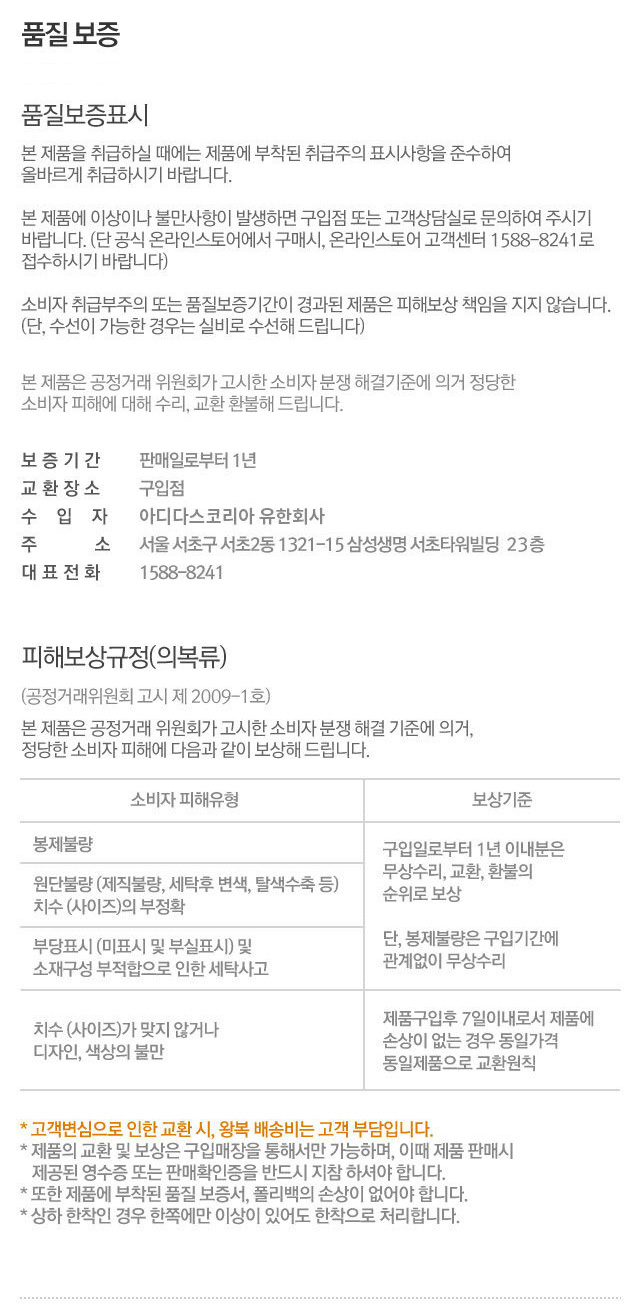 품질 보증
품질보증표시
본 제품을 취급하실 때에는 제품에 부착된 취급주의 표시사항을 준수하여
올바르게 취급하시기 바랍니다.
본 제품에 이상이나 불만사항이 발생하면 구입점 또는 고객상담실로 문의하여 주시기
바랍니다. (단 공식 온라인스토어에서 구매시, 온라인스토어 고객센터 1588-8241로
접수하시기 바랍니다)
소비자 취급부주의 또는 품질보증기간이 경과된 제품은 피해보상 책임을 지지 않습니다.
(단, 수선이 가능한 경우는 실비로 수선해 드립니다)
본 제품은 공정거래 위원회가 고시한 소비자 분쟁 해결기준에 의거 정당한
소비자 피해에 대해 수리, 교환 환불해 드립니다.
보증기간 판매일로부터 1년
교환장소 구입점
수입자 아디다스코리아 유한회사
주소 서울 서초구 서초2동 1321-15 삼성생명 서초타워빌딩 23층
대표전화 1588-8241
피해보상규정(의복류)
(공정거래위원회 고시 제 2009-1호)
본 제품은 공정거래 위원회가 고시한 소비자 분쟁 해결 기준에 의거,
정당한 소비자 피해에 다음과 같이 보상해 드립니다.
소비자 피해유형 보상기준
봉제불량
원단불량 (제직불량, 세탁후 변색, 탈색수축 등)
치수 (사이즈)의 부정확
부당표시 (미표시 및 부실표시) 및
소재구성 부적합으로 인한 세탁사고
구입일로부터 1년 이내분은
무상수리, 교환, 환불의
순위로 보상
단, 봉제불량은 구입기간에
관계없이 무상수리
치수 (사이즈)가 맞지 않거나
디자인, 색상의 불만
제품구입후 7일이내로서 제품에
손상이 없는 경우 동일가격
동일제품으로 교환원칙
* 고객변심으로 인한 교환 시, 왕복 배송비는 고객 부담입니다.
* 제품의 교환 및 보상은 구입매장을 통해서만 가능하며, 이때 제품 판매시
제공된 영수증 또는 판매확인증을 반드시 지참 하셔야 합니다.
* 또한 제품에 부착된 품질 보증서, 폴리백의 손상이 없어야 합니다.
* 상하 한착인 경우 한쪽에만 이상이 있어도 한착으로 처리합니다.